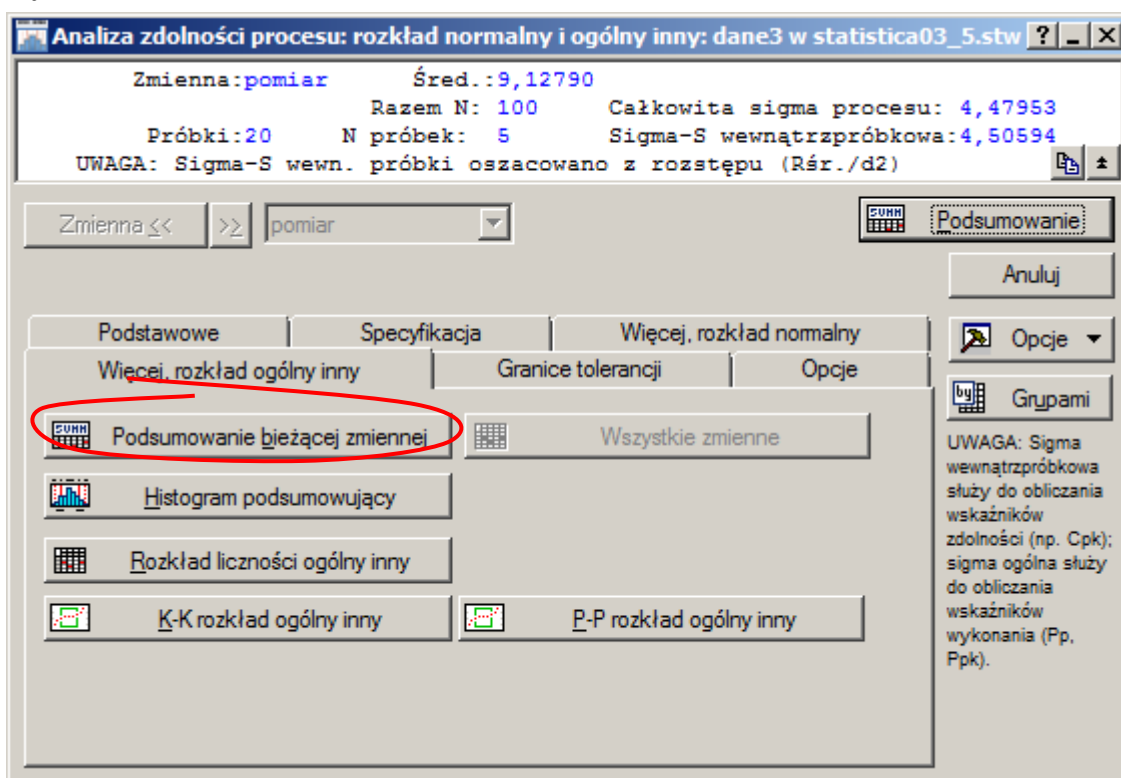 Analiza zdolności procesu: rozkład normalny i ogólny inny: dane3 w statistica03_5.stw
Zmienna:pomiar Śred.:9,12790
Razem N: 100 Całkowita sigma procesu: 4,47953
Próbki:20 N próbek: 5 Sigma-S wewnątrzpróbkowa:4,50594
UWAGA: Sigma-S wewn. próbki oszacowano z rozstępu (Rśr./d2)
Zmienna << >> pomiar
SUMM Podsumowanie
Anuluj
Podstawowe Specyfikacja Więcej, rozkład normalny
Opcje
Więcej, rozkład ogólny inny Granice tolerancji Opcje
by Grupami
SUMM Podsumowanie bieżącej zmiennej Wszystkie zmienne
Histogram podsumowujący
Rozkład liczności ogólny inny
K-K rozkład ogólny inny P-P rozkład ogólny inny
UWAGA: Sigma
wewnątrzpróbkowa
służy do obliczania
wskaźników
zdolności (np. Cpk);
sigma ogólna służy
do obliczania
wskaźników
wykonania (Pp,
Ppk).